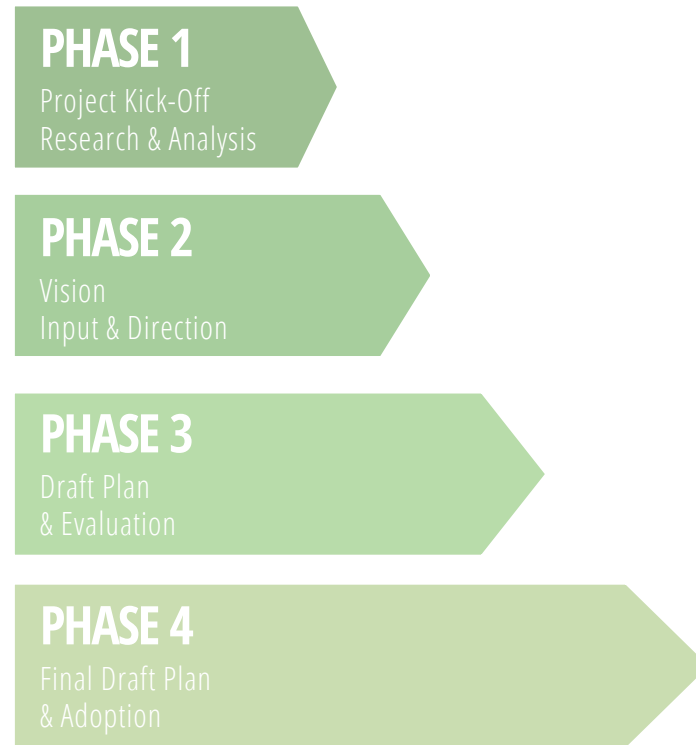 PHASE 1
Project Kick-Off
Research & Analysis
PHASE 2
Vision
Input & Direction
PHASE 3
Draft Plan
& Evaluation
PHASE 4
Final Draft Plan
& Adoption